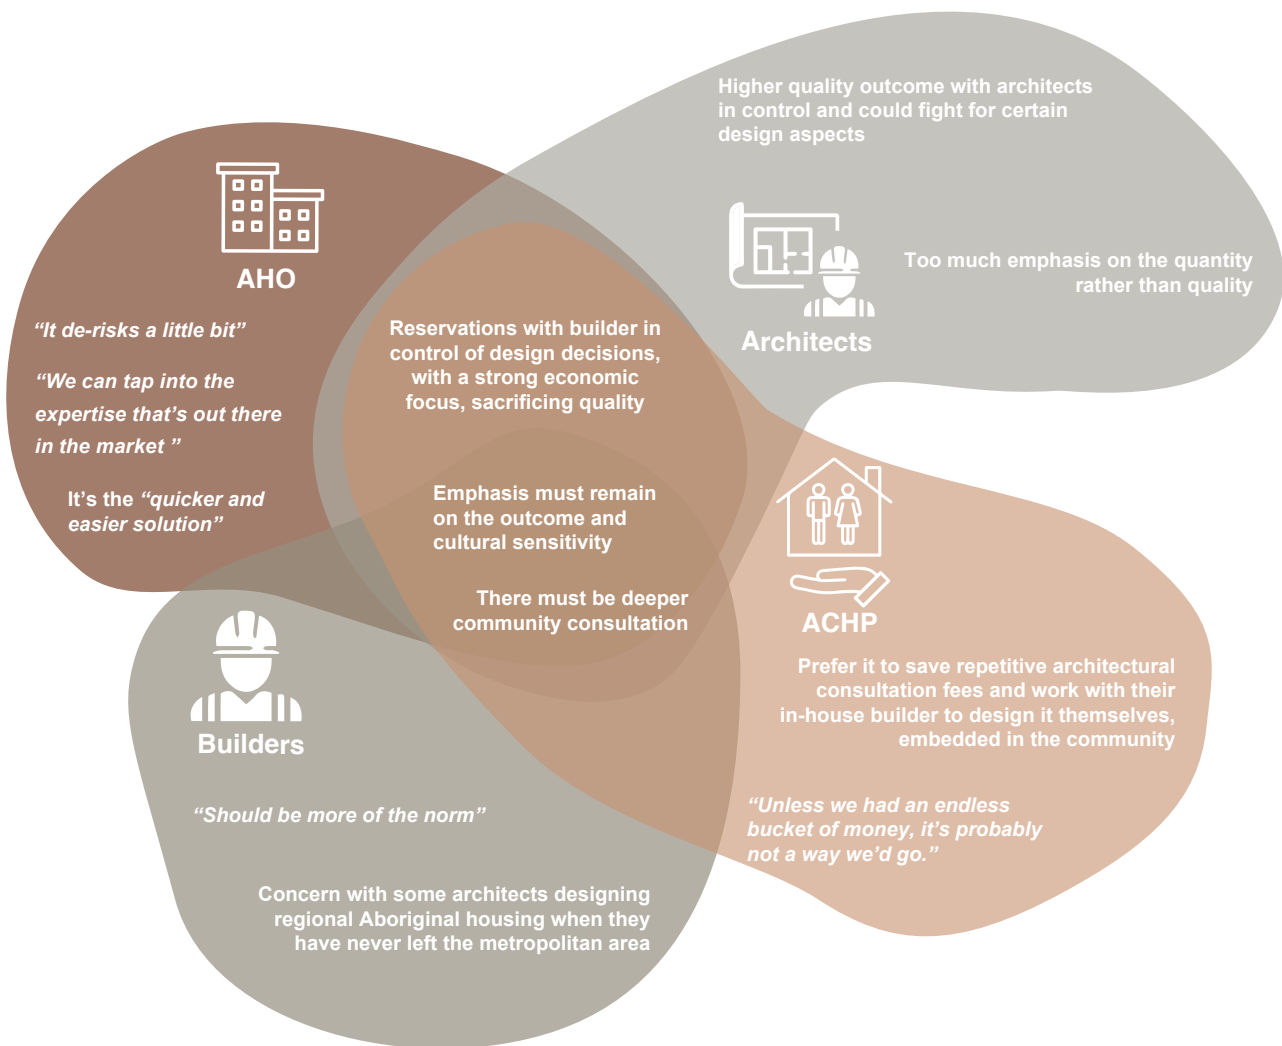 Higher quality outcome with architects
in control and could fight for certain
design aspects
Too much emphasis on the quantity
rather than quality
Architects
AHO
“It de-risks a little bit”
“We can tap into the
expertise that’s out there
in the market ”
It’s the “quicker and
easier solution”
Reservations with builder in
control of design decisions,
with a strong economic
focus, sacrificing quality
Emphasis must remain
on the outcome and
cultural sensitivity
There must be deeper
community consultation
ACHP
Prefer it to save repetitive architectural
consultation fees and work with their
in-house builder to design it themselves,
embedded in the community
“Unless we had an endless
bucket of money, it’s probably
not a way we’d go.”
Builders
“Should be more of the norm”
Concern with some architects designing
regional Aboriginal housing when they
have never left the metropolitan area